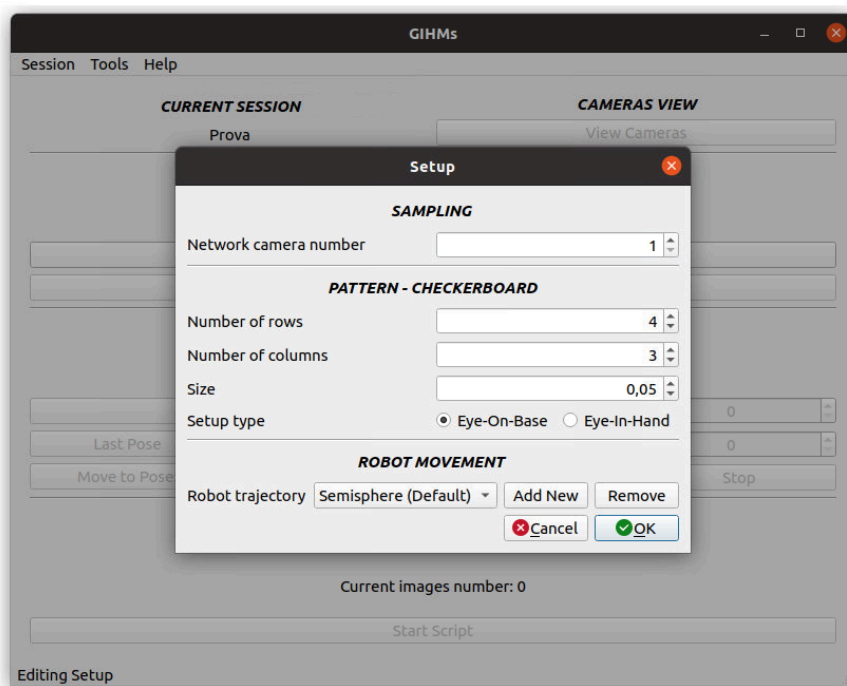 GIHMs
Session Tools Help
CURRENT SESSION
CAMERAS VIEW
Prova
View Cameras
Setup
SAMPLING
Network camera number 1
PATTERN - CHECKERBOARD
Number of rows 4
Number of columns 3
Size 0,05
Setup type Eye-On-Base Eye-In-Hand
0
Last Pose 0
ROBOT MOVEMENT
Move to Pose Stop
Robot trajectory Semisphere (Default) Add New Remove
Cancel OK
Current images number: 0
Start Script
Editing Setup